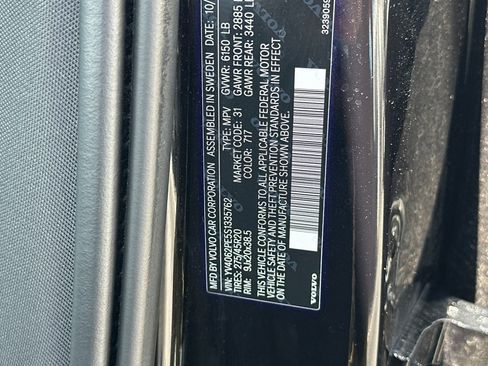 MFD. BY VOLVO CAR CORPORATION ASSEMBLED IN SWEDEN DATE: 10/
VIN: YV4062PE5S1335762 TYPE: MPV GVWR: 6150 LB
TIRES: 275/45R20 MARKET CODE: 31 GAWR FRONT: 2885
RIM: 9Jx20x38.5 COLOR: 717 GAWR REAR: 3440 L
THIS VEHICLE CONFORMS TO ALL APPLICABLE FEDERAL MOTOR
VEHICLE SAFETY AND THEFT PREVENTION STANDARDS IN EFFECT
ON THE DATE OF MANUFACTURE SHOWN ABOVE.
VOLVO
3239059